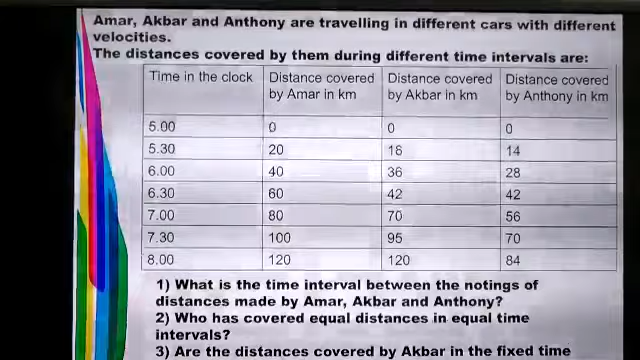 Amar, Akbar and Anthony are travelling in different cars with different
velocities.
The distances covered by them during different time intervals are:
Time in the clock Distance covered by Amar in km Distance covered by Akbar in km Distance covered by Anthony in km
5.00 0 0 0
5.30 20 18 14
6.00 40 36 28
6.30 60 42 42
7.00 80 70 56
7.30 100 95 70
8.00 120 120 84
1) What is the time interval between the notings of
distances made by Amar, Akbar and Anthony?
2) Who has covered equal distances in equal time
intervals?
3) Are the distances covered by Akbar in the fixed time